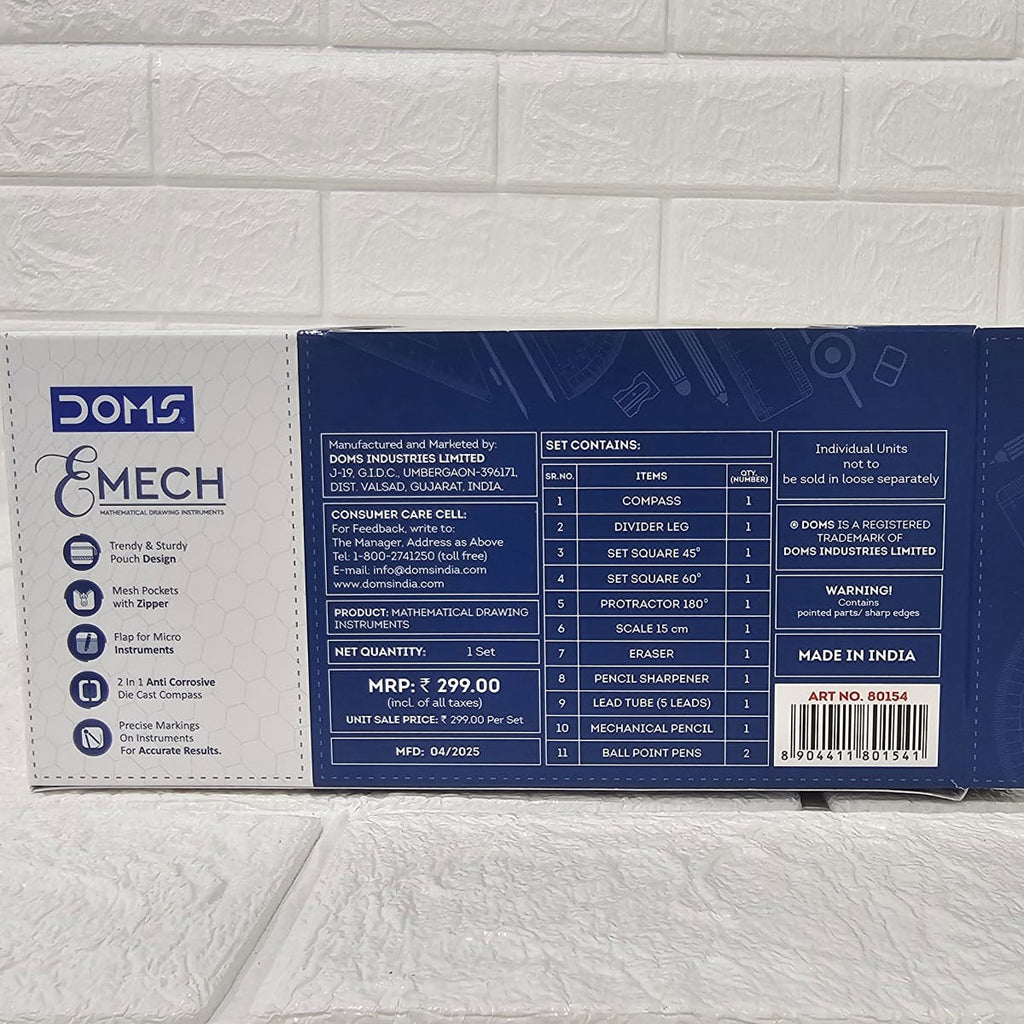 DOMS
EMECH
MATHEMATICAL DRAWING INSTRUMENTS
Trendy & Sturdy
Pouch Design
Mesh Pockets
with Zipper
Flap for Micro
Instruments
2 In 1 Anti Corrosive
Die Cast Compass
Precise Markings
On Instruments
For Accurate Results.
Manufactured and Marketed by:
DOMS INDUSTRIES LIMITED
J-19, G.I.D.C., UMBERGAON-396171,
DIST. VALSAD, GUJARAT, INDIA.
CONSUMER CARE CELL:
For Feedback, write to:
The Manager, Address as Above
Tel: 1-800-2741250 (toll free)
E-mail: info@domsindia.com
www.domsindia.com
PRODUCT: MATHEMATICAL DRAWING
INSTRUMENTS
NET QUANTITY: 1 Set
MRP: ₹ 299.00
(incl. of all taxes)
UNIT SALE PRICE: ₹ 299.00 Per Set
MFD: 04/2025
SET CONTAINS:
SR.NO. ITEMS QTY. (NUMBER)
1 COMPASS 1
2 DIVIDER LEG 1
3 SET SQUARE 45° 1
4 SET SQUARE 60° 1
5 PROTRACTOR 180° 1
6 SCALE 15 cm 1
7 ERASER 1
8 PENCIL SHARPENER 1
9 LEAD TUBE (5 LEADS) 1
10 MECHANICAL PENCIL 1
11 BALL POINT PENS 2
Individual Units
not to
be sold in loose separately
® DOMS IS A REGISTERED
TRADEMARK OF
DOMS INDUSTRIES LIMITED
WARNING!
Contains
pointed parts/ sharp edges
MADE IN INDIA
ART NO. 80154
8 904411 801541